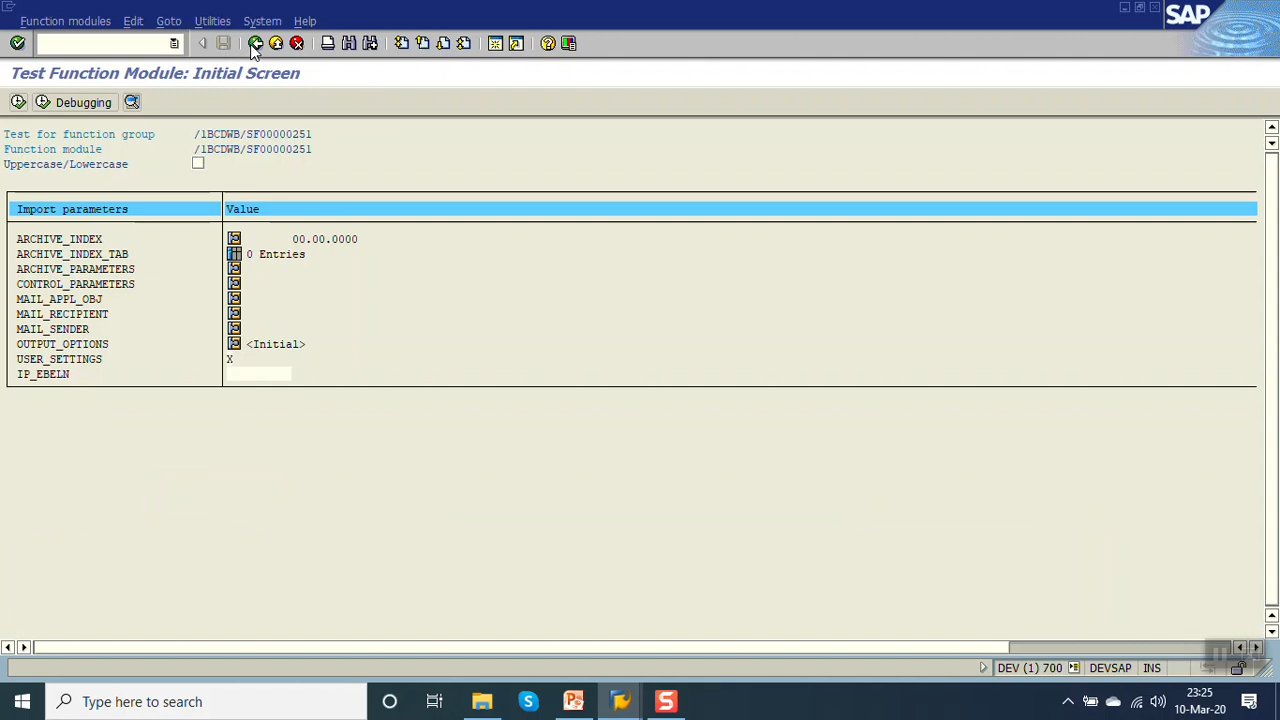 Function modules Edit Goto Utilities System Help
SAP
Test Function Module: Initial Screen
Debugging
Test for function group /1BCDWB/SF00000251
Function module /1BCDWB/SF00000251
Uppercase/Lowercase
Import parameters Value
ARCHIVE_INDEX 00.00.0000
ARCHIVE_INDEX_TAB 0 Entries
ARCHIVE_PARAMETERS
CONTROL_PARAMETERS
MAIL_APPL_OBJ
MAIL_RECIPIENT
MAIL_SENDER
OUTPUT_OPTIONS <Initial>
USER_SETTINGS X
IP_EBELN
DEV (1) 700 DEVSAP INS
Type here to search
23:25
10-Mar-20